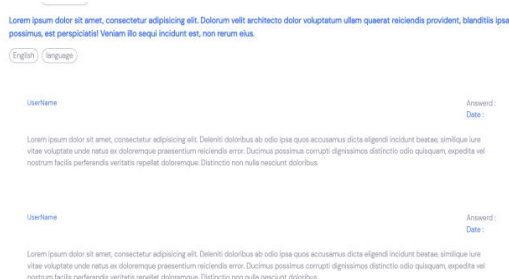 Lorem ipsum dolor sit amet, consectetur adipisicing elit. Dolorum velit architecto dolor voluptatum ullam quaerat reiciendis provident, blanditiis ipsa
possimus, est perspiciatis! Veniam illo sequi incidunt est, non rerum eius.
English language
UserName Answerd :
Date :
Lorem ipsum dolor sit amet, consectetur adipisicing elit. Deleniti doloribus ab odio ipsa quos accusamus dicta eligendi incidunt beatae, similique iure
vitae voluptate unde natus ex doloremque praesentium reiciendis error. Ducimus possimus corrupti dignissimos distinctio odio quisquam, expedita vel
nostrum facilis perferendis veritatis repellat doloremque. Distinctio non nulla nesciunt doloribus.
UserName Answerd :
Date :
Lorem ipsum dolor sit amet, consectetur adipisicing elit. Deleniti doloribus ab odio ipsa quos accusamus dicta eligendi incidunt beatae, similique iure
vitae voluptate unde natus ex doloremque praesentium reiciendis error. Ducimus possimus corrupti dignissimos distinctio odio quisquam, expedita vel
nostrum facilis perferendis veritatis repellat doloremque. Distinctio non nulla nesciunt doloribus.